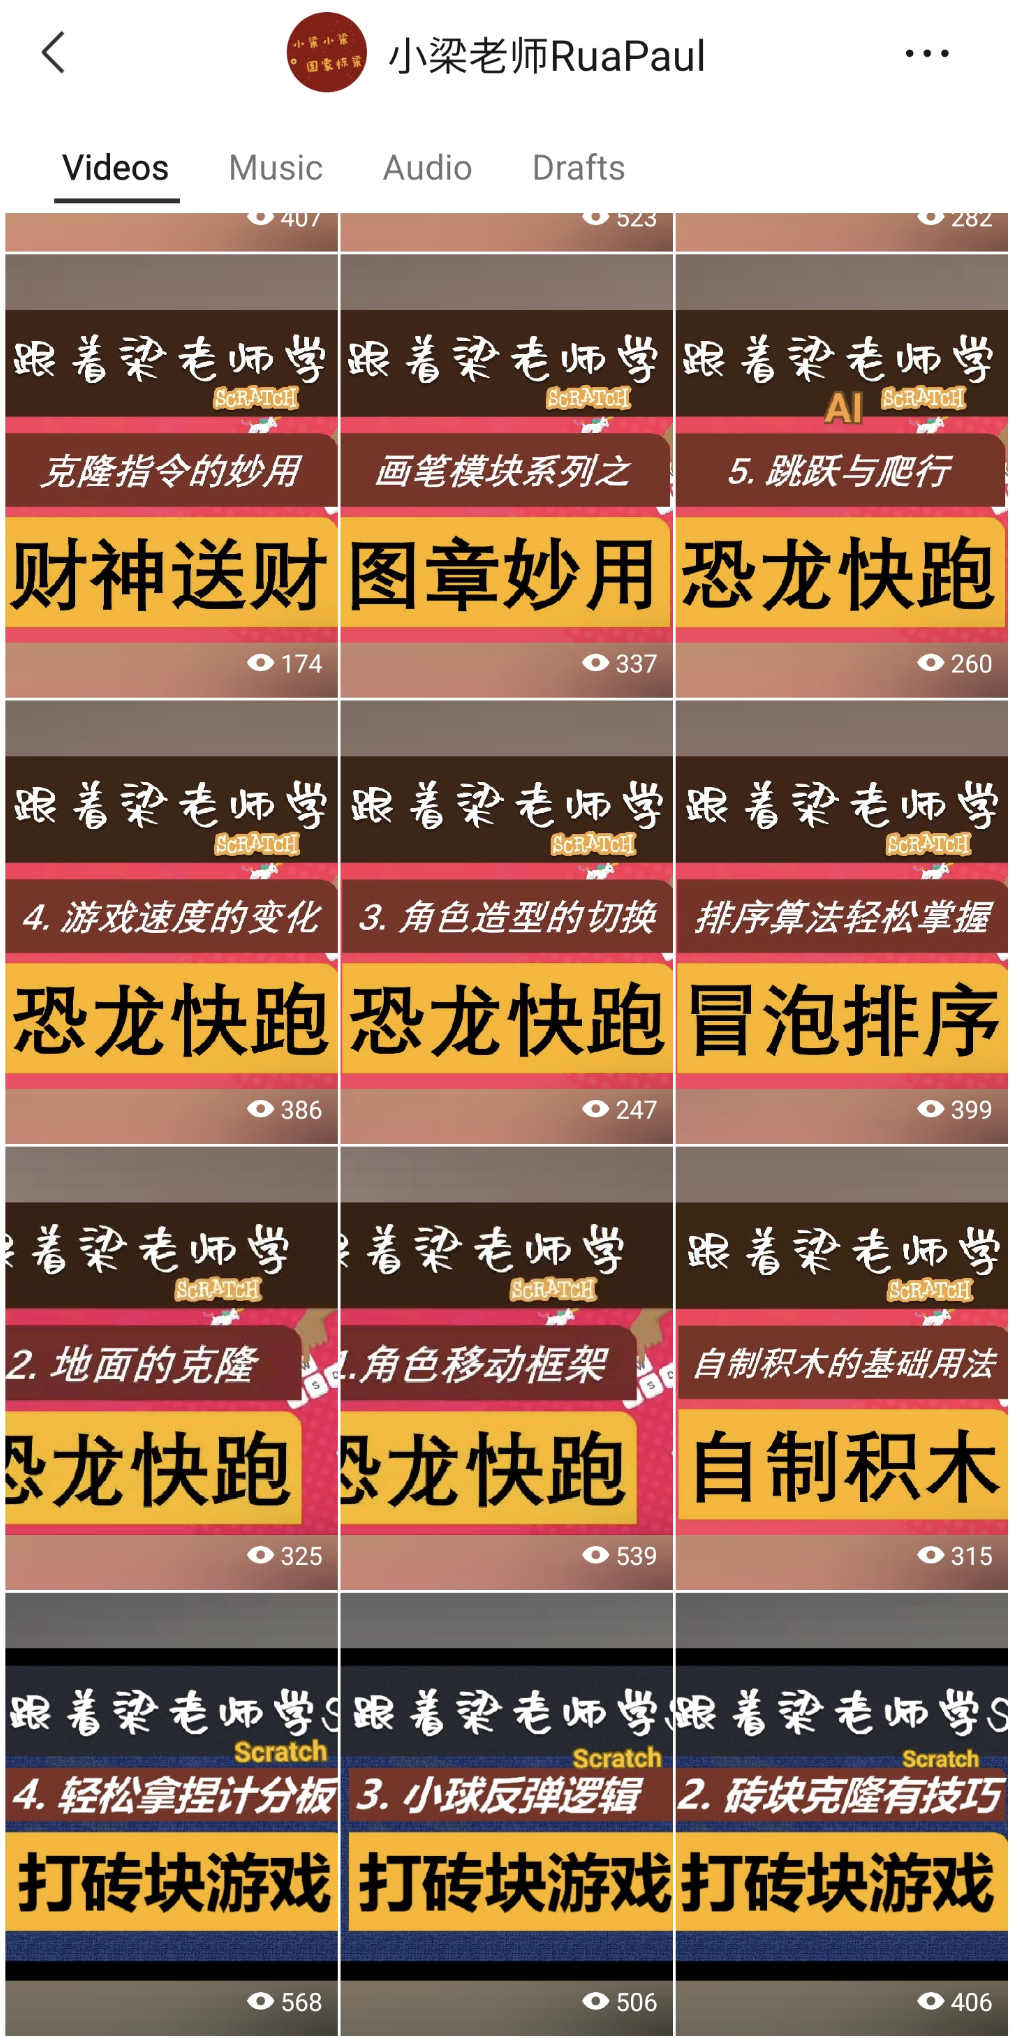 小梁小梁
国家栋梁
小梁老师RuaPaul
Videos Music Audio Drafts
407 523 282
跟着梁老师学 跟着梁老师学 跟着梁老师学
SCRATCH SCRATCH AI SCRATCH
克隆指令的妙用 画笔模块系列之 5. 跳跃与爬行
财神送财 图章妙用 恐龙快跑
174 337 260
跟着梁老师学 跟着梁老师学 跟着梁老师学
SCRATCH SCRATCH SCRATCH
4. 游戏速度的变化 3. 角色造型的切换 排序算法轻松掌握
恐龙快跑 恐龙快跑 冒泡排序
386 247 399
着梁老师学 着梁老师学 跟着梁老师学
SCRATCH SCRATCH SCRATCH
2. 地面的克隆 1.角色移动框架 自制积木的基础用法
恐龙快跑 恐龙快跑 自制积木
325 539 315
跟着梁老师学S 跟着梁老师学 跟着梁老师学S
Scratch Scratch Scratch
4. 轻松拿捏计分板 3. 小球反弹逻辑 2. 砖块克隆有技巧
打砖块游戏 打砖块游戏 打砖块游戏
568 506 406